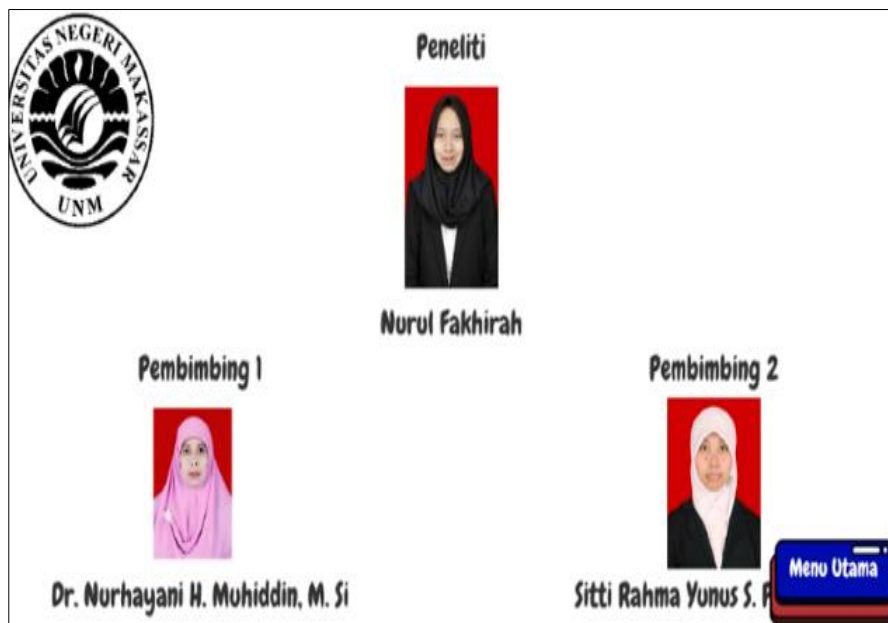 UNIVERSITAS NEGERI MAKASSAR
UNM
Peneliti
Nurul Fakhirah
Pembimbing 1
Pembimbing 2
Dr. Nurhayani H. Muhiddin, M. Si
Sitti Rahma Yunus S.
Menu Utama